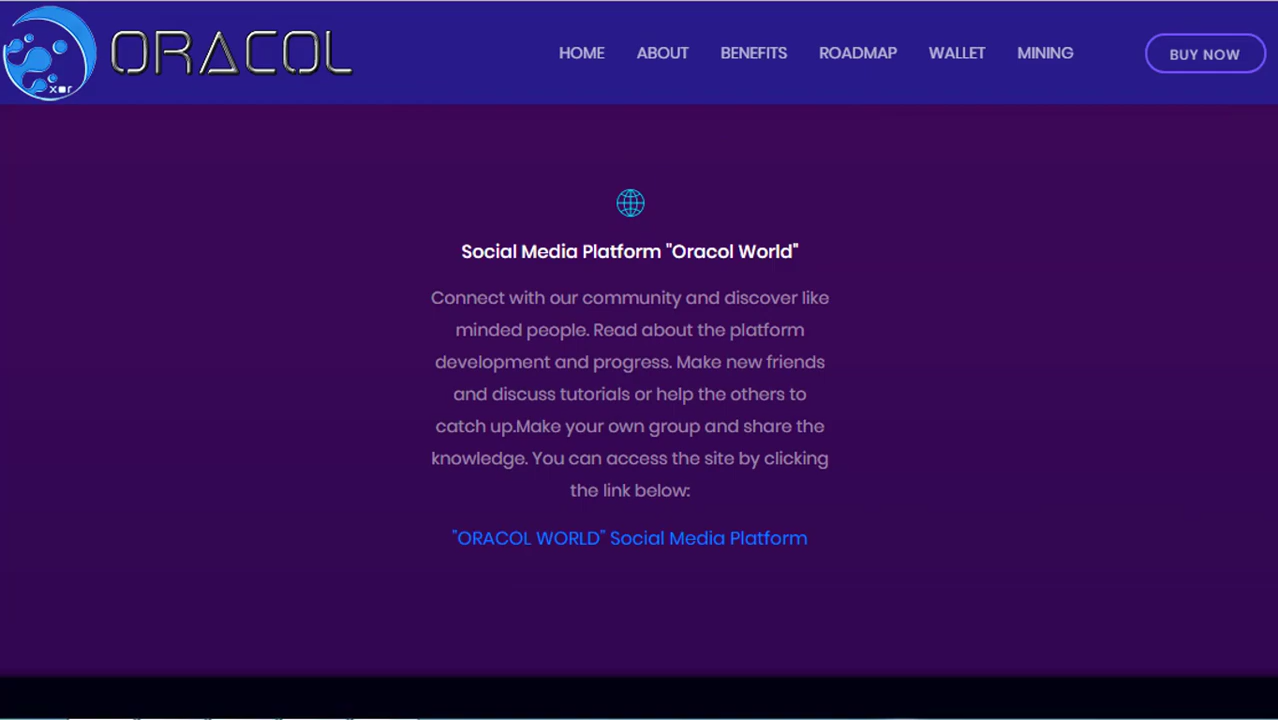 ORACOL
xor
HOME ABOUT BENEFITS ROADMAP WALLET MINING BUY NOW
Social Media Platform "Oracol World"
Connect with our community and discover like
minded people. Read about the platform
development and progress. Make new friends
and discuss tutorials or help the others to
catch up.Make your own group and share the
knowledge. You can access the site by clicking
the link below:
"ORACOL WORLD" Social Media Platform